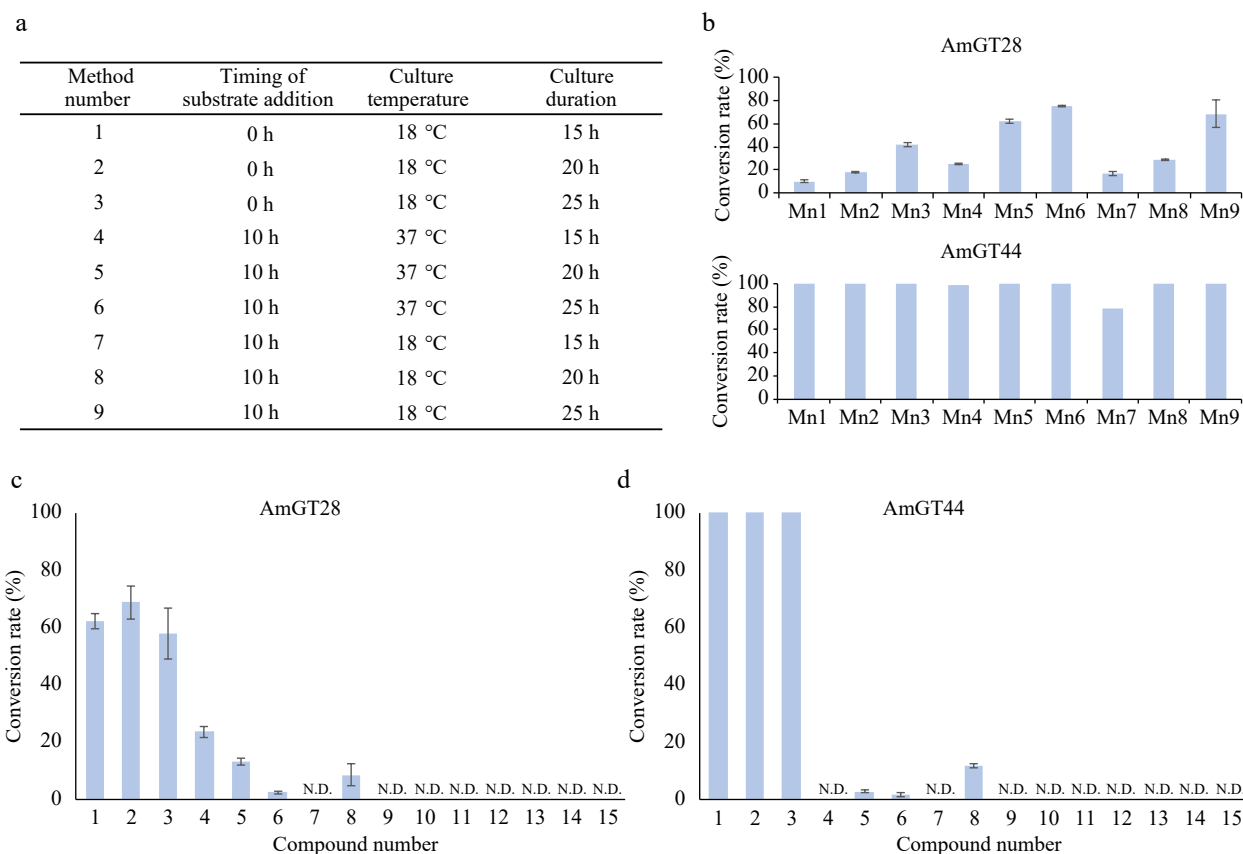 a
Method number Timing of substrate addition Culture temperature Culture duration
1 0 h 18 °C 15 h
2 0 h 18 °C 20 h
3 0 h 18 °C 25 h
4 10 h 37 °C 15 h
5 10 h 37 °C 20 h
6 10 h 37 °C 25 h
7 10 h 18 °C 15 h
8 10 h 18 °C 20 h
9 10 h 18 °C 25 h
b
AmGT28
Conversion rate (%)
100
80
60
40
20
0
Mn1 Mn2 Mn3 Mn4 Mn5 Mn6 Mn7 Mn8 Mn9
AmGT44
Conversion rate (%)
100
80
60
40
20
0
Mn1 Mn2 Mn3 Mn4 Mn5 Mn6 Mn7 Mn8 Mn9
c
AmGT28
Conversion rate (%)
100
80
60
40
20
0
N.D. N.D. N.D. N.D. N.D. N.D. N.D. N.D.
1 2 3 4 5 6 7 8 9 10 11 12 13 14 15
Compound number
d
AmGT44
Conversion rate (%)
100
80
60
40
20
0
N.D. N.D. N.D. N.D. N.D. N.D. N.D. N.D. N.D.
1 2 3 4 5 6 7 8 9 10 11 12 13 14 15
Compound number